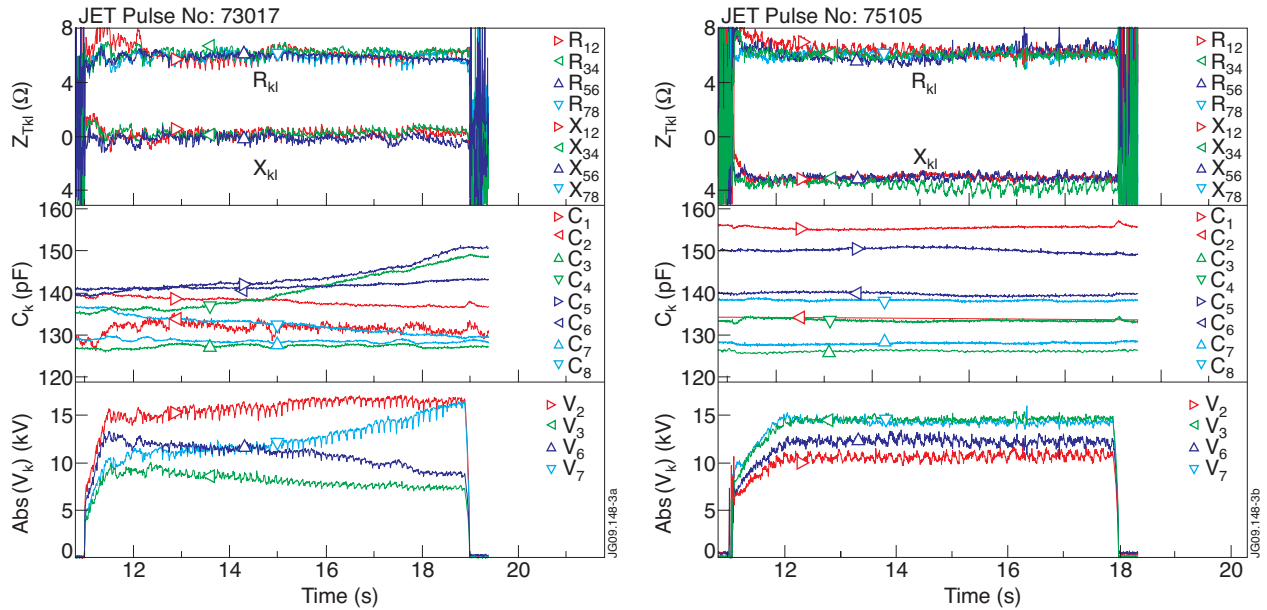 JET Pulse No: 73017
8
4
0
4
Z_Tkl (Ω)
R_kl
X_kl
R_12
R_34
R_56
R_78
X_12
X_34
X_56
X_78
160
150
140
130
120
C_k (pF)
C_1
C_2
C_3
C_4
C_5
C_6
C_7
C_8
15
10
5
0
Abs (V_k) (kV)
V_2
V_3
V_6
V_7
12 14 16 18 20
Time (s)
JG09.148-3a
JET Pulse No: 75105
8
4
0
4
Z_Tkl (Ω)
R_kl
X_kl
R_12
R_34
R_56
R_78
X_12
X_34
X_56
X_78
160
150
140
130
120
C_k (pF)
C_1
C_2
C_3
C_4
C_5
C_6
C_7
C_8
15
10
5
0
Abs (V_k) (kV)
V_2
V_3
V_6
V_7
12 14 16 18 20
Time (s)
JG09.148-3b